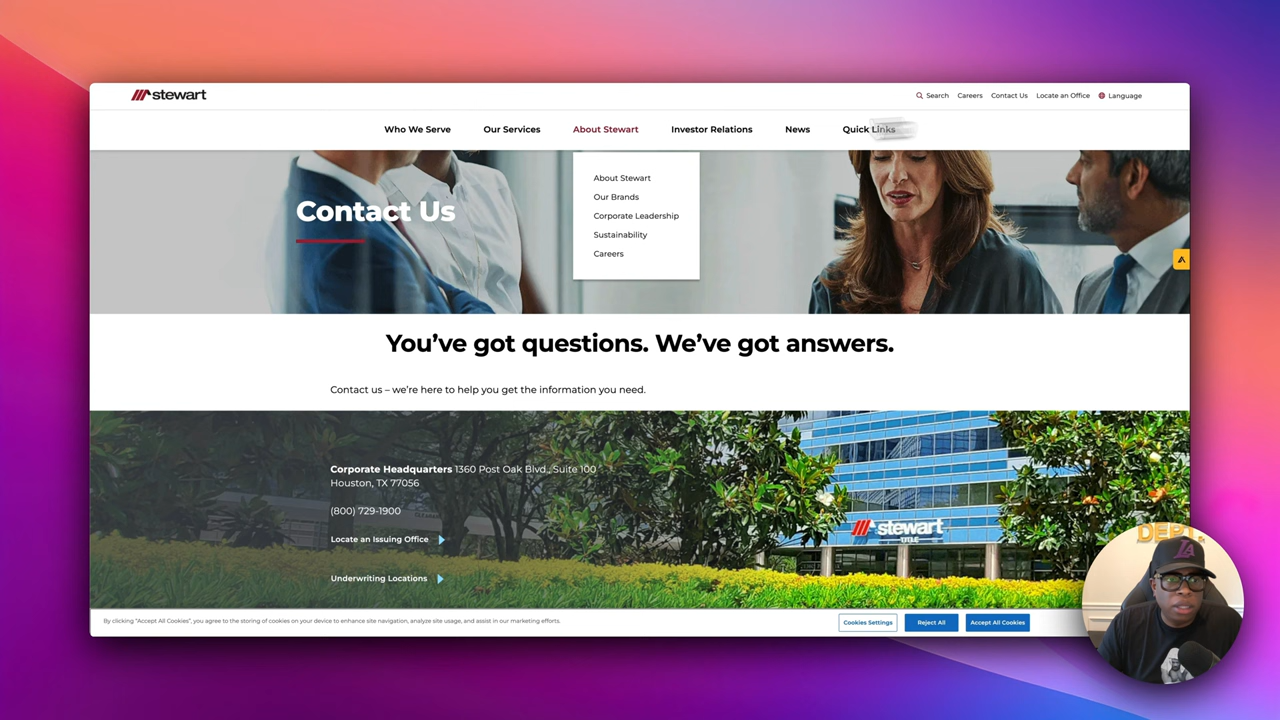 stewart
Search Careers Contact Us Locate an Office Language
Who We Serve Our Services About Stewart Investor Relations News Quick Links
About Stewart
Our Brands
Corporate Leadership
Sustainability
Careers
Contact Us
You’ve got questions. We’ve got answers.
Contact us – we’re here to help you get the information you need.
Corporate Headquarters 1360 Post Oak Blvd., Suite 100
Houston, TX 77056
(800) 729-1900
Locate an Issuing Office
Underwriting Locations
stewart
TITLE
By clicking “Accept All Cookies”, you agree to the storing of cookies on your device to enhance site navigation, analyze site usage, and assist in our marketing efforts.
Cookies Settings Reject All Accept All Cookies
LA